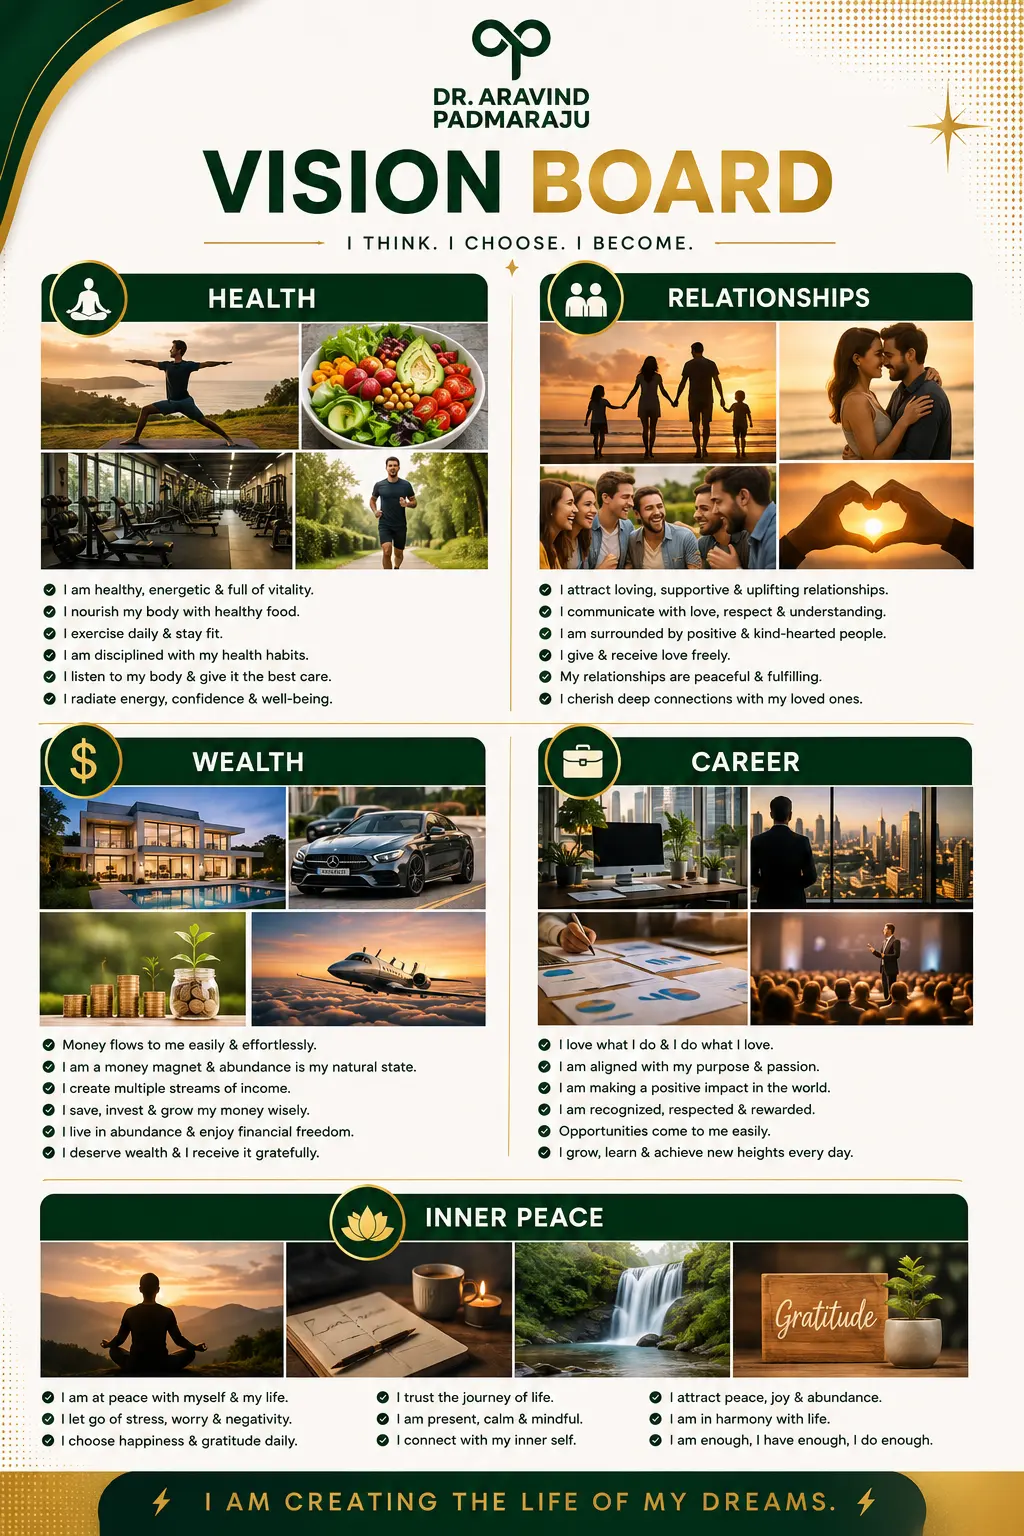 DR. ARAVIND
PADMARAJU
VISION BOARD
I THINK. I CHOOSE. I BECOME.
HEALTH
I am healthy, energetic & full of vitality.
I nourish my body with healthy food.
I exercise daily & stay fit.
I am disciplined with my health habits.
I listen to my body & give it the best care.
I radiate energy, confidence & well-being.
RELATIONSHIPS
I attract loving, supportive & uplifting relationships.
I communicate with love, respect & understanding.
I am surrounded by positive & kind-hearted people.
I give & receive love freely.
My relationships are peaceful & fulfilling.
I cherish deep connections with my loved ones.
$ WEALTH
Money flows to me easily & effortlessly.
I am a money magnet & abundance is my natural state.
I create multiple streams of income.
I save, invest & grow my money wisely.
I live in abundance & enjoy financial freedom.
I deserve wealth & I receive it gratefully.
CAREER
I love what I do & I do what I love.
I am aligned with my purpose & passion.
I am making a positive impact in the world.
I am recognized, respected & rewarded.
Opportunities come to me easily.
I grow, learn & achieve new heights every day.
INNER PEACE
Gratitude
I am at peace with myself & my life.
I let go of stress, worry & negativity.
I choose happiness & gratitude daily.
I trust the journey of life.
I am present, calm & mindful.
I connect with my inner self.
I attract peace, joy & abundance.
I am in harmony with life.
I am enough, I have enough, I do enough.
I AM CREATING THE LIFE OF MY DREAMS.